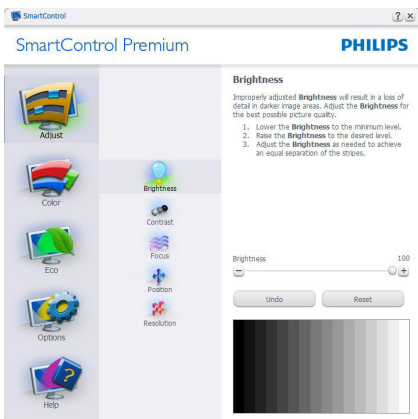 SmartControl
SmartControl Premium
PHILIPS
Adjust
Color
Eco
Options
Help
Brightness
Contrast
Focus
Position
Resolution
Brightness
Improperly adjusted Brightness will result in a loss of
detail in darker image areas. Adjust the Brightness for
the best possible picture quality.
1. Lower the Brightness to the minimum level.
2. Raise the Brightness to the desired level.
3. Adjust the Brightness as needed to achieve
an equal separation of the stripes.
Brightness 100
Undo Reset